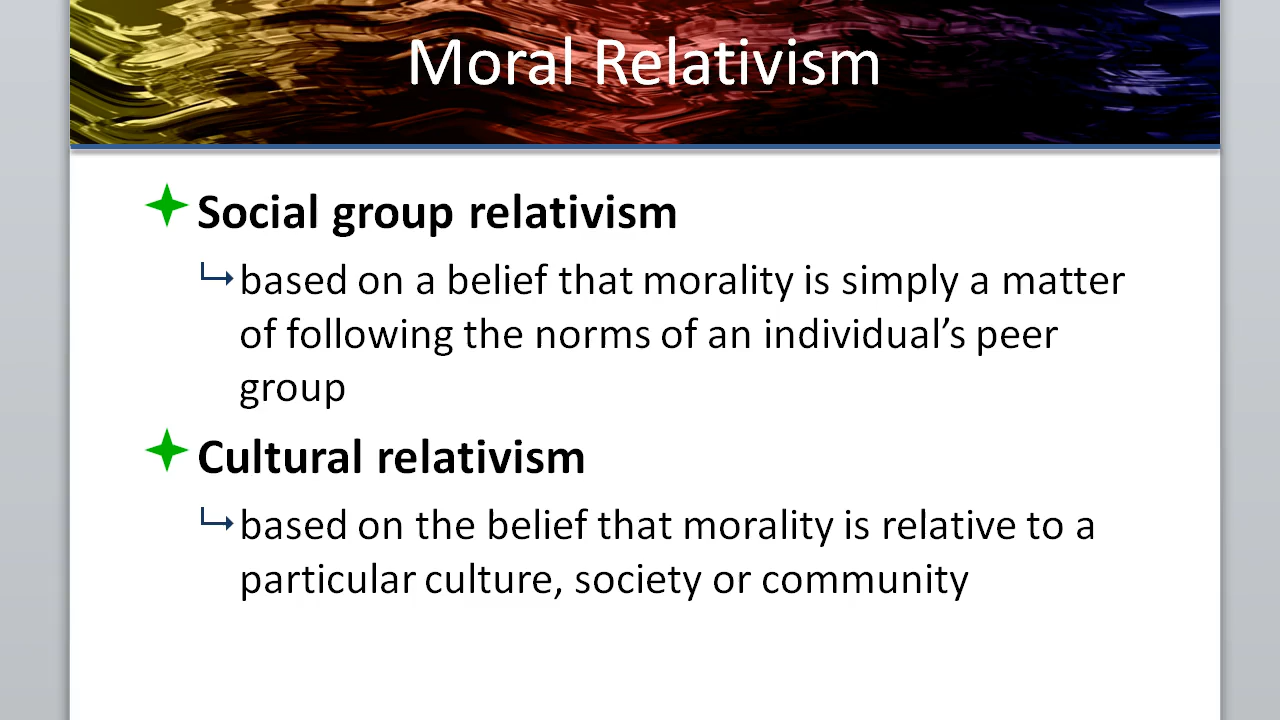 Moral Relativism
Social group relativism
based on a belief that morality is simply a matter
of following the norms of an individual’s peer
group
Cultural relativism
based on the belief that morality is relative to a
particular culture, society or community